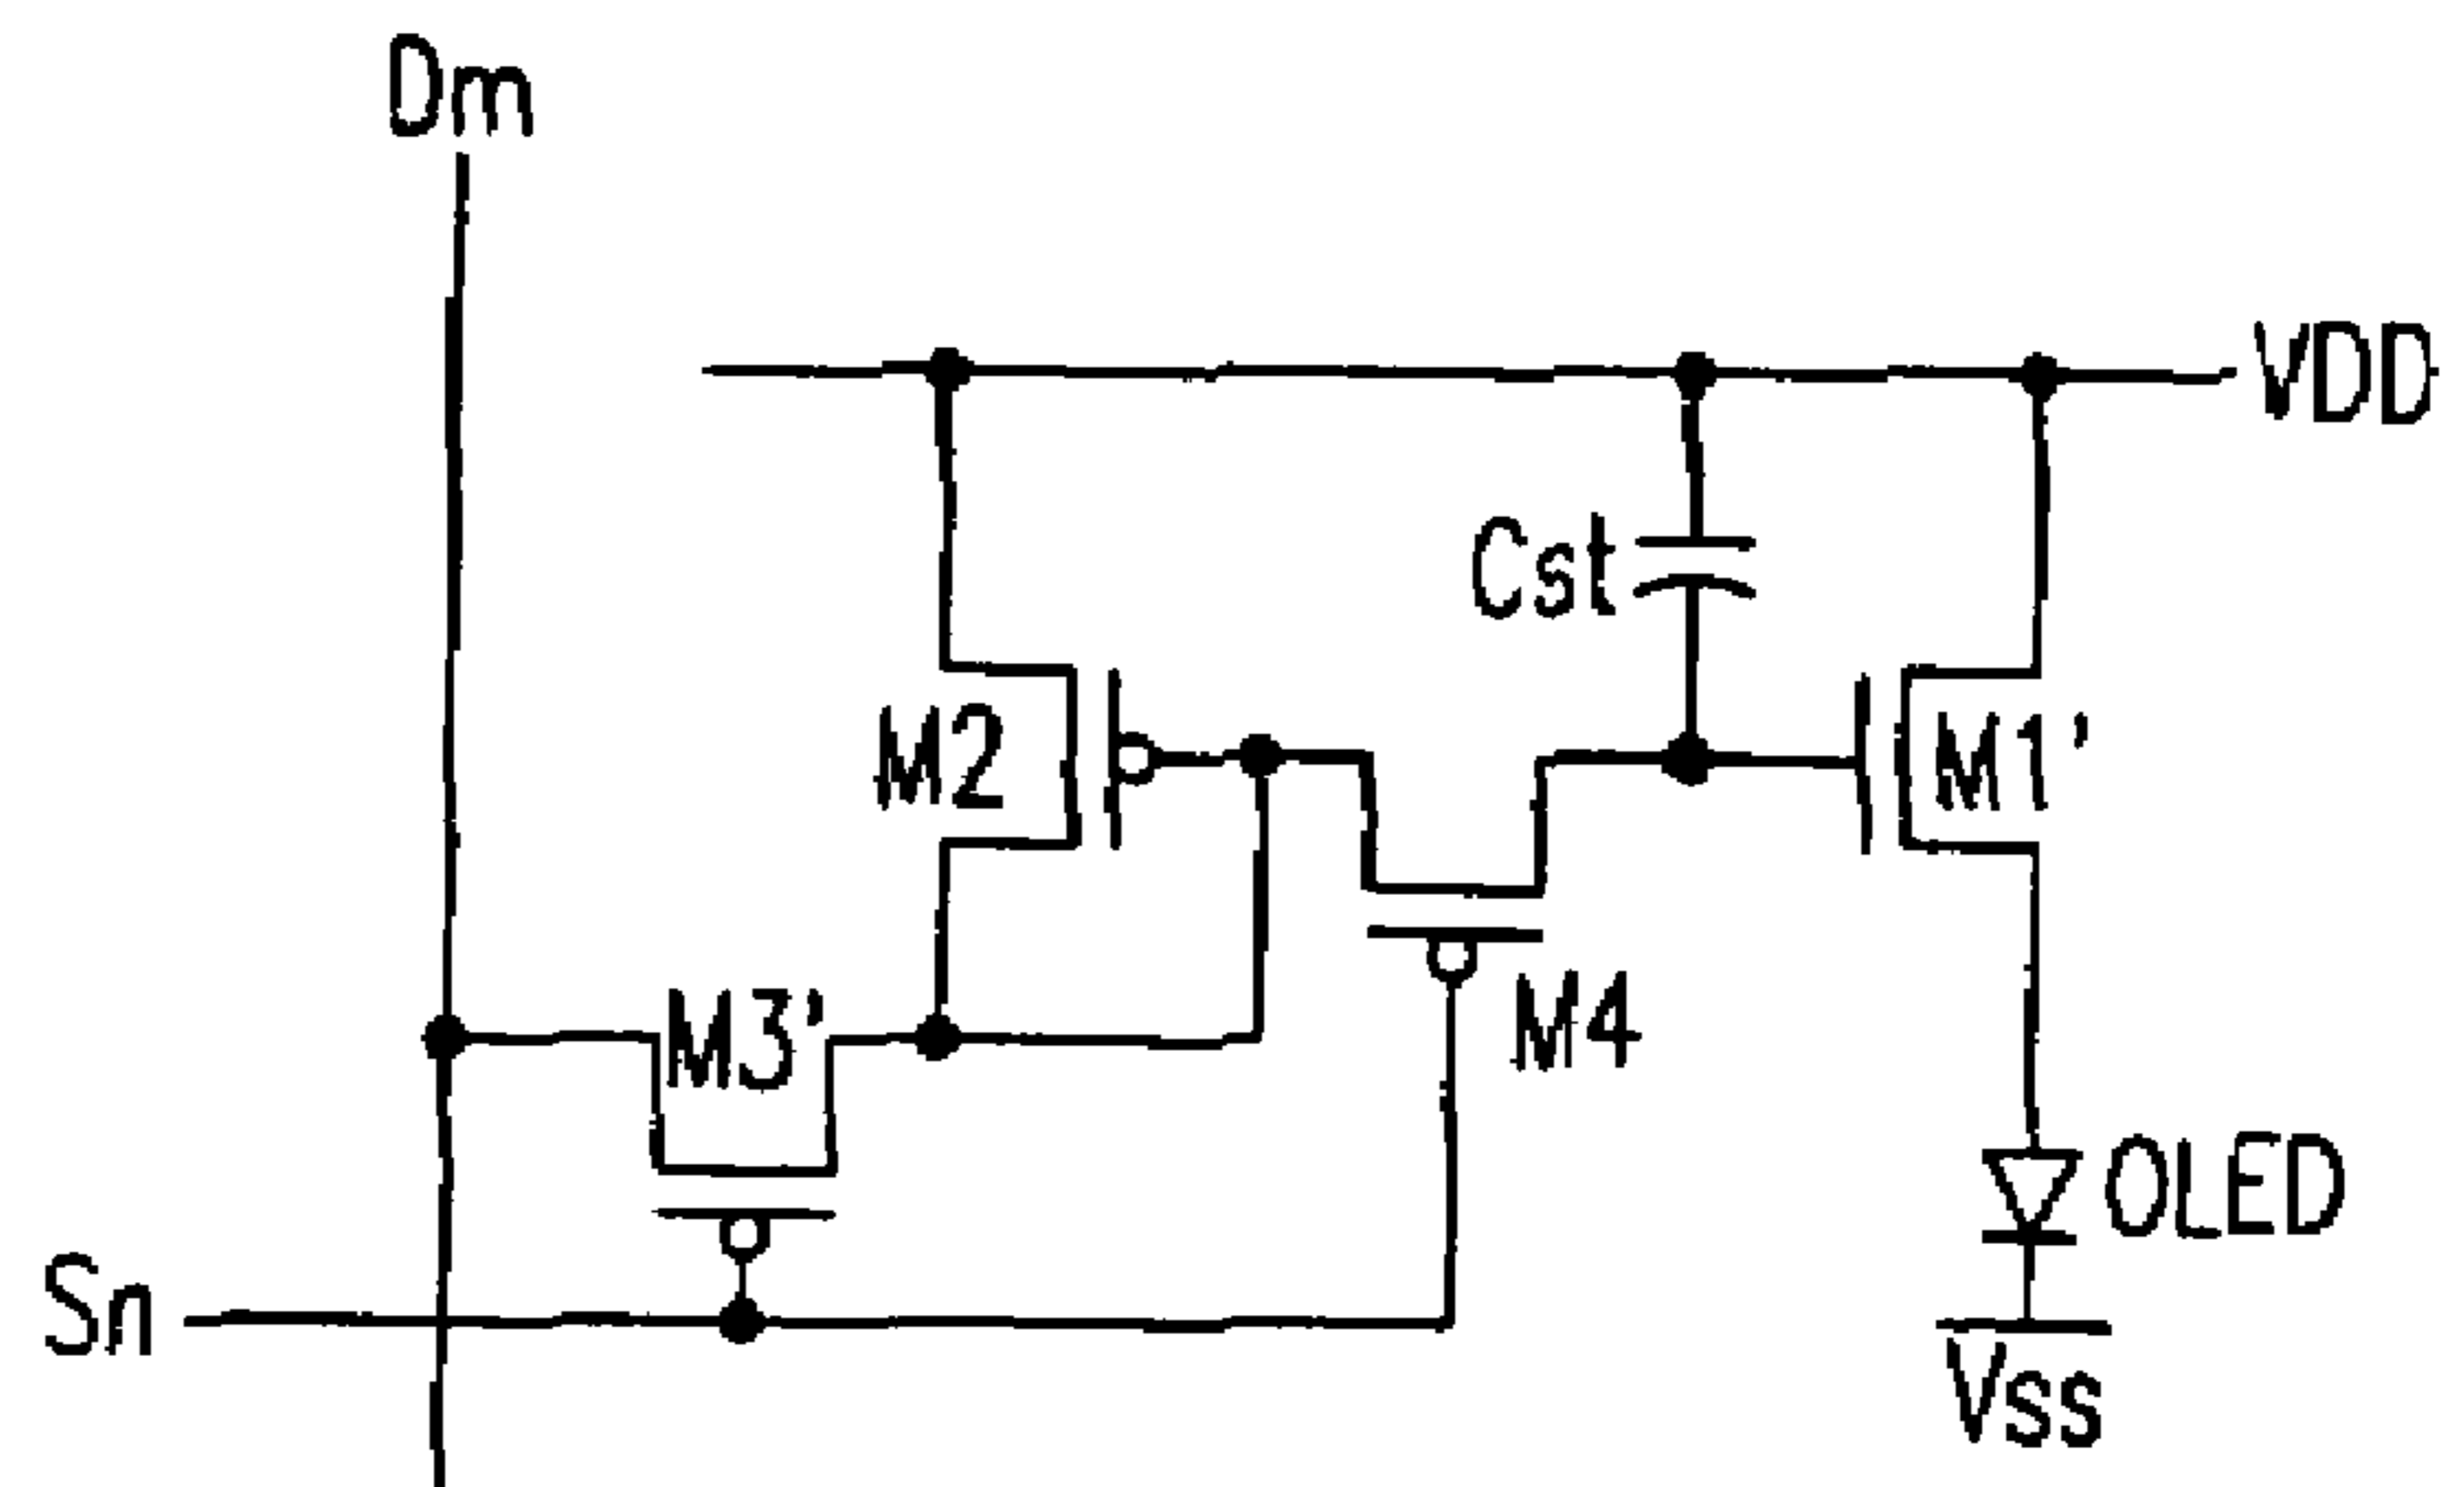 Dm
VDD
Cst
M2
M1'
M3'
M4
OLED
Sn
Vss